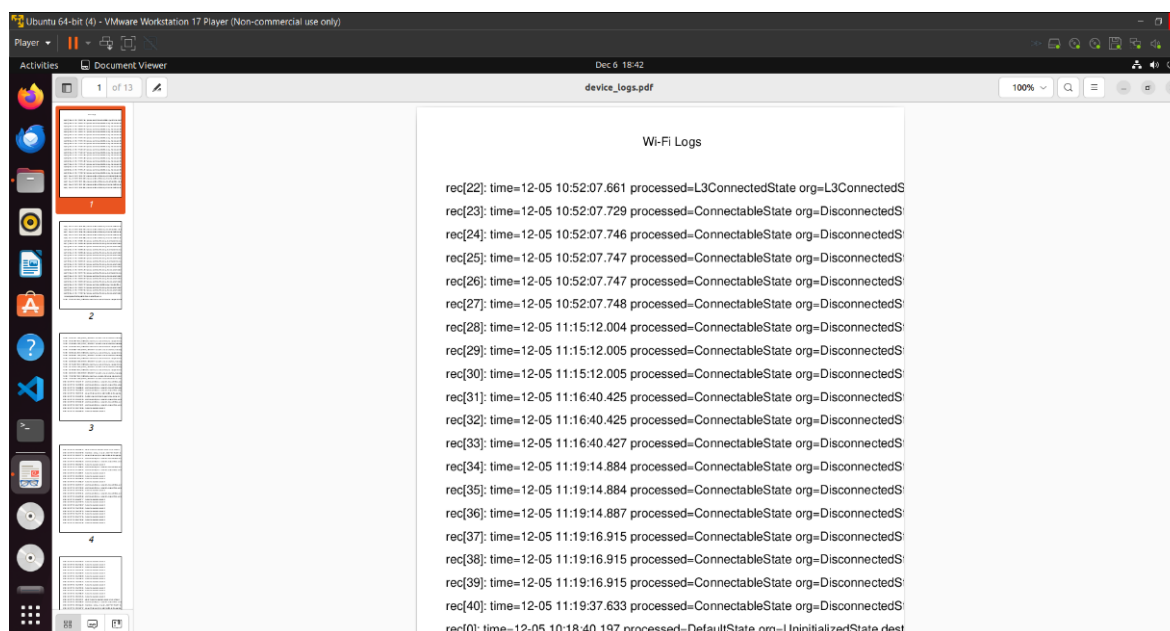 Ubuntu 64-bit (4) - VMware Workstation 17 Player (Non-commercial use only)
Player
Activities
Document Viewer
Dec 6 18:42
1 of 13
device_logs.pdf
100%
Wi-Fi Logs
rec[22]: time=12-05 10:52:07.661 processed=L3ConnectedState org=L3ConnectedS
rec[23]: time=12-05 10:52:07.729 processed=ConnectableState org=DisconnectedS
rec[24]: time=12-05 10:52:07.746 processed=ConnectableState org=DisconnectedS
rec[25]: time=12-05 10:52:07.747 processed=ConnectableState org=DisconnectedS
rec[26]: time=12-05 10:52:07.747 processed=ConnectableState org=DisconnectedS
rec[27]: time=12-05 10:52:07.748 processed=ConnectableState org=DisconnectedS
rec[28]: time=12-05 11:15:12.004 processed=ConnectableState org=DisconnectedS
rec[29]: time=12-05 11:15:12.005 processed=ConnectableState org=DisconnectedS
rec[30]: time=12-05 11:15:12.005 processed=ConnectableState org=DisconnectedS
rec[31]: time=12-05 11:16:40.425 processed=ConnectableState org=DisconnectedS
rec[32]: time=12-05 11:16:40.425 processed=ConnectableState org=DisconnectedS
rec[33]: time=12-05 11:16:40.427 processed=ConnectableState org=DisconnectedS
rec[34]: time=12-05 11:19:14.884 processed=ConnectableState org=DisconnectedS
rec[35]: time=12-05 11:19:14.884 processed=ConnectableState org=DisconnectedS
rec[36]: time=12-05 11:19:14.887 processed=ConnectableState org=DisconnectedS
rec[37]: time=12-05 11:19:16.915 processed=ConnectableState org=DisconnectedS
rec[38]: time=12-05 11:19:16.915 processed=ConnectableState org=DisconnectedS
rec[39]: time=12-05 11:19:16.915 processed=ConnectableState org=DisconnectedS
rec[40]: time=12-05 11:19:37.633 processed=ConnectableState org=DisconnectedS
rec[0]: time=12-05 10:18:40.197 processed=DefaultState org=UninitializedState dest
1
2
3
4